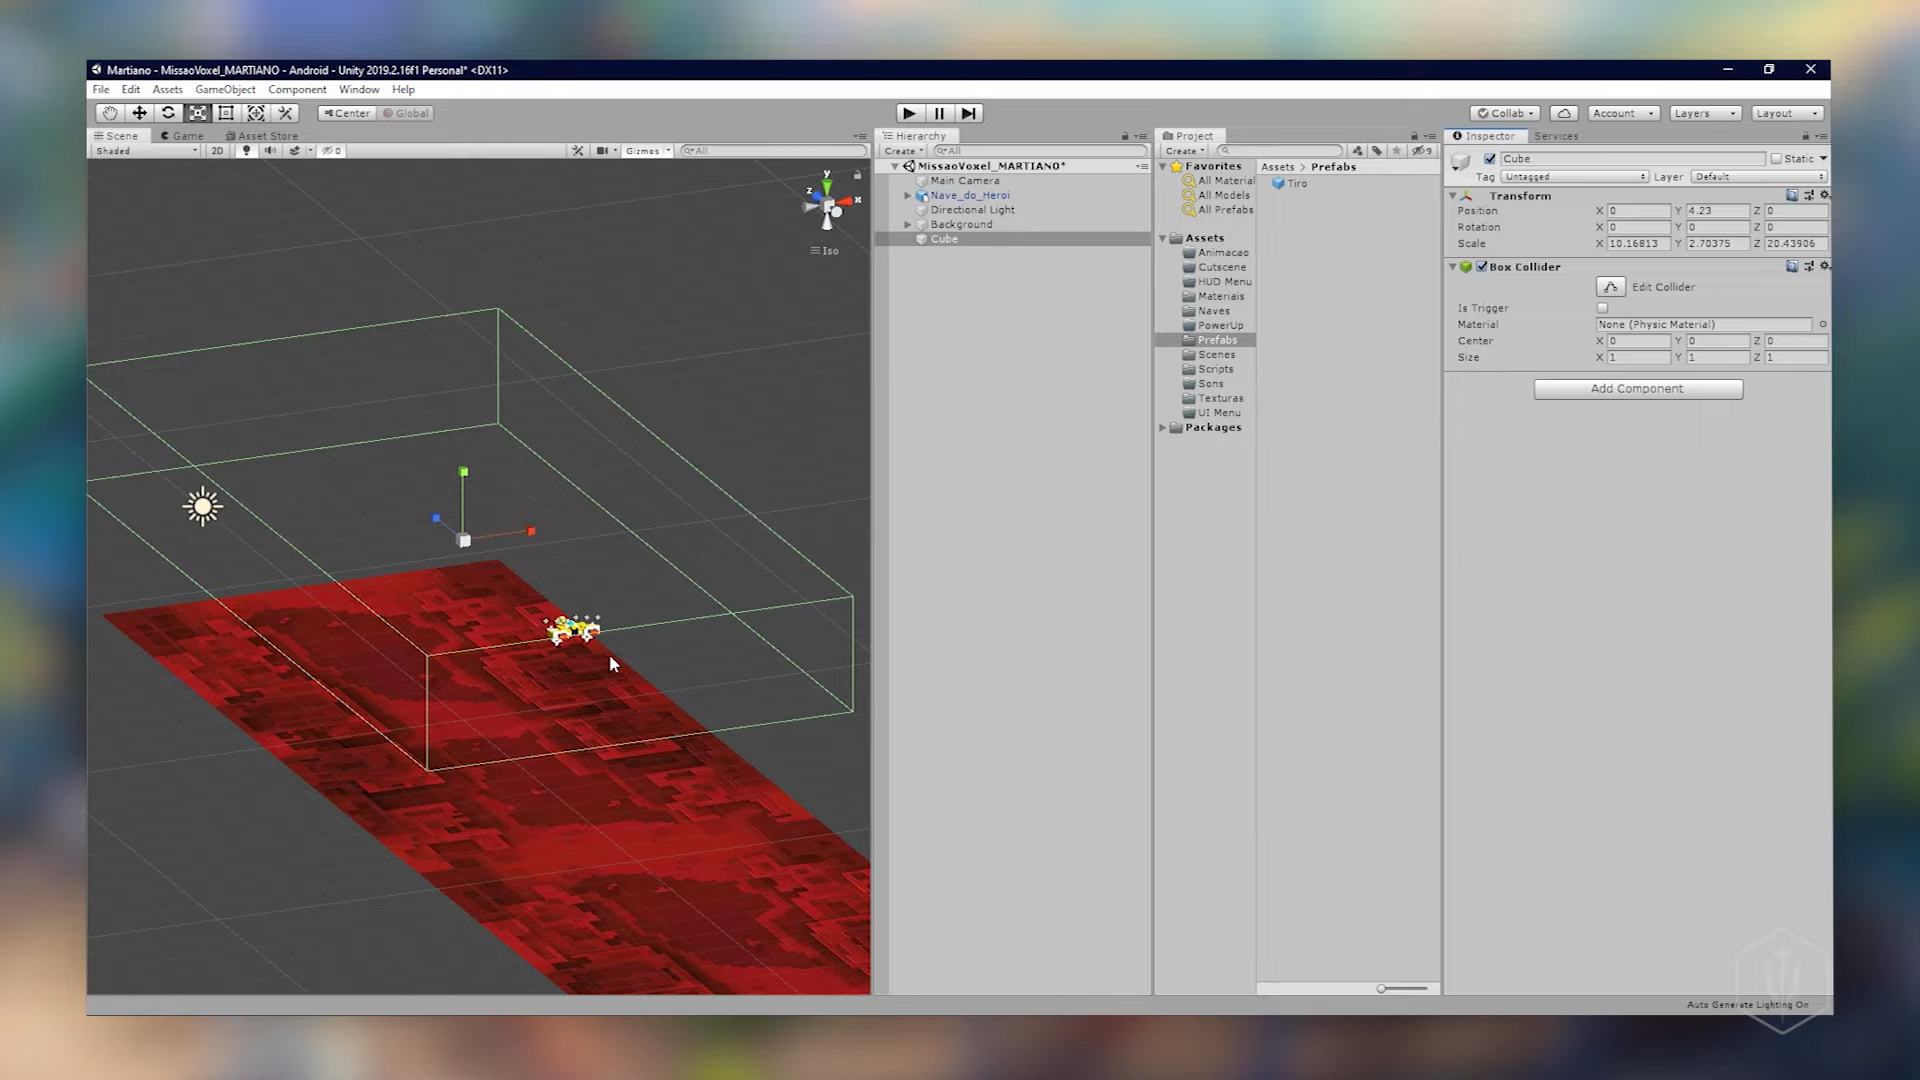 Martiano - MissaoVoxel_MARTIANO - Android - Unity 2019.2.16f1 Personal* <DX11>
File Edit Assets GameObject Component Window Help
Center Global
Collab Account Layers Layout
Scene Game Asset Store
Shaded 2D 0 Gizmos All
y
z
x
Iso
Hierarchy
Create All
MissaoVoxel_MARTIANO*
Main Camera
Nave_do_Heroi
Directional Light
Background
Cube
Project
Create 9
Favorites
All Material
All Models
All Prefabs
Assets
Animacao
Cutscene
HUD Menu
Materiais
Naves
PowerUp
Prefabs
Scenes
Scripts
Sons
Texturas
UI Menu
Packages
Assets > Prefabs
Tiro
Inspector Services
Cube Static
Tag Untagged Layer Default
Transform
Position X 0 Y 4.23 Z 0
Rotation X 0 Y 0 Z 0
Scale X 10.16813 Y 2.70375 Z 20.43906
Box Collider
Edit Collider
Is Trigger
Material None (Physic Material)
Center X 0 Y 0 Z 0
Size X 1 Y 1 Z 1
Add Component
Auto Generate Lighting On